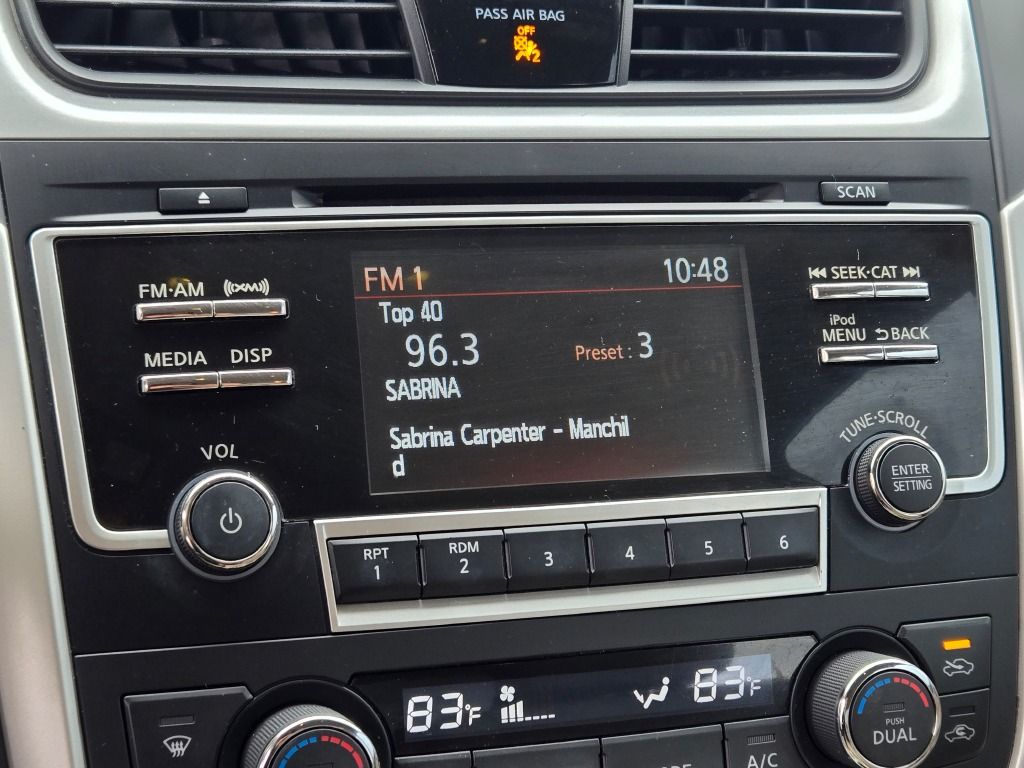 PASS AIR BAG
OFF
2
SCAN
FM·AM
XM
SEEK·CAT
MEDIA
DISP
iPod
MENU
BACK
FM 1
10:48
Top 40
96.3
Preset : 3
SABRINA
Sabrina Carpenter - Manchil
d
VOL
TUNE·SCROLL
ENTER
SETTING
RPT
1
RDM
2
3
4
5
6
83°F
83°F
PUSH
DUAL
A/C